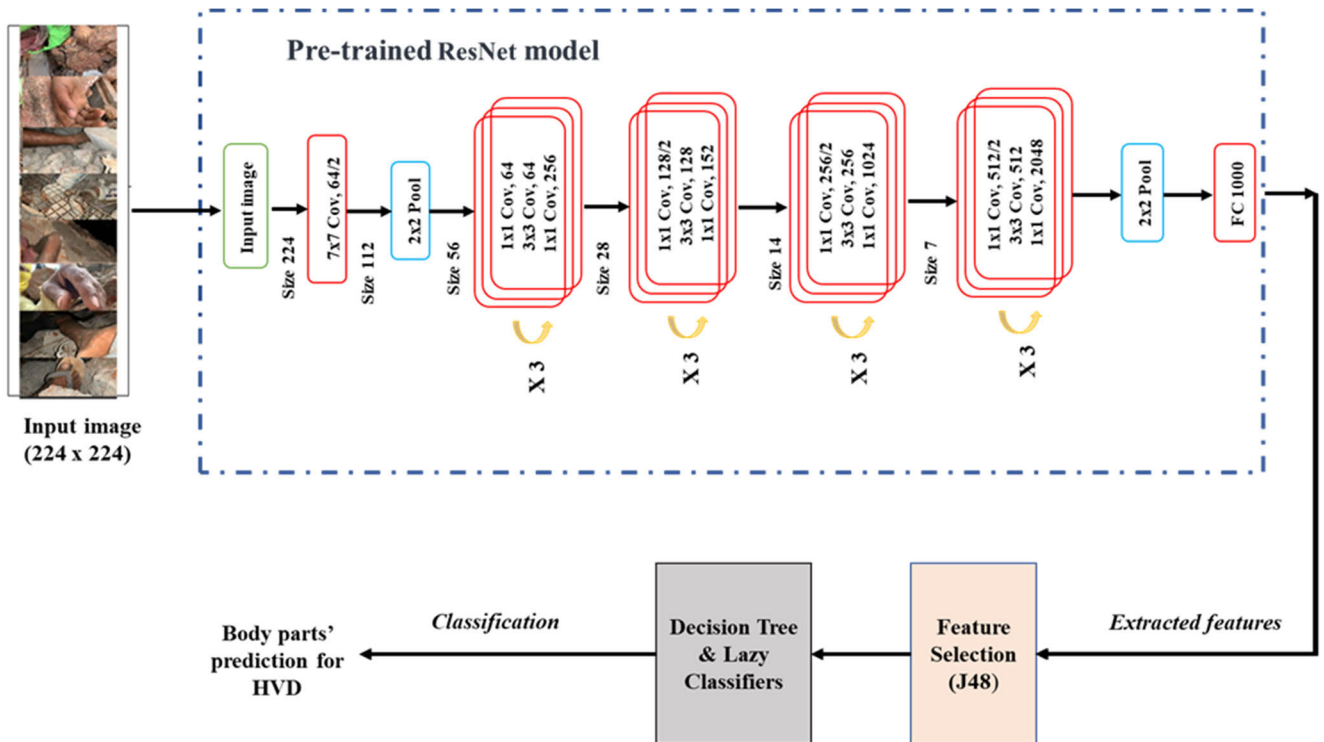 Pre-trained ResNet model
Input image
(224 x 224)
Input image
Size 224
7x7 Cov, 64/2
Size 112
2x2 Pool
Size 56
1x1 Cov, 64
3x3 Cov, 64
1x1 Cov, 256
X 3
Size 28
1x1 Cov, 128/2
3x3 Cov, 128
1x1 Cov, 152
X 3
Size 14
1x1 Cov, 256/2
3x3 Cov, 256
1x1 Cov, 1024
X 3
Size 7
1x1 Cov, 512/2
3x3 Cov, 512
1x1 Cov, 2048
X 3
2x2 Pool
FC 1000
Extracted features
Feature
Selection
(J48)
Decision Tree
& Lazy
Classifiers
Classification
Body parts’
prediction for
HVD